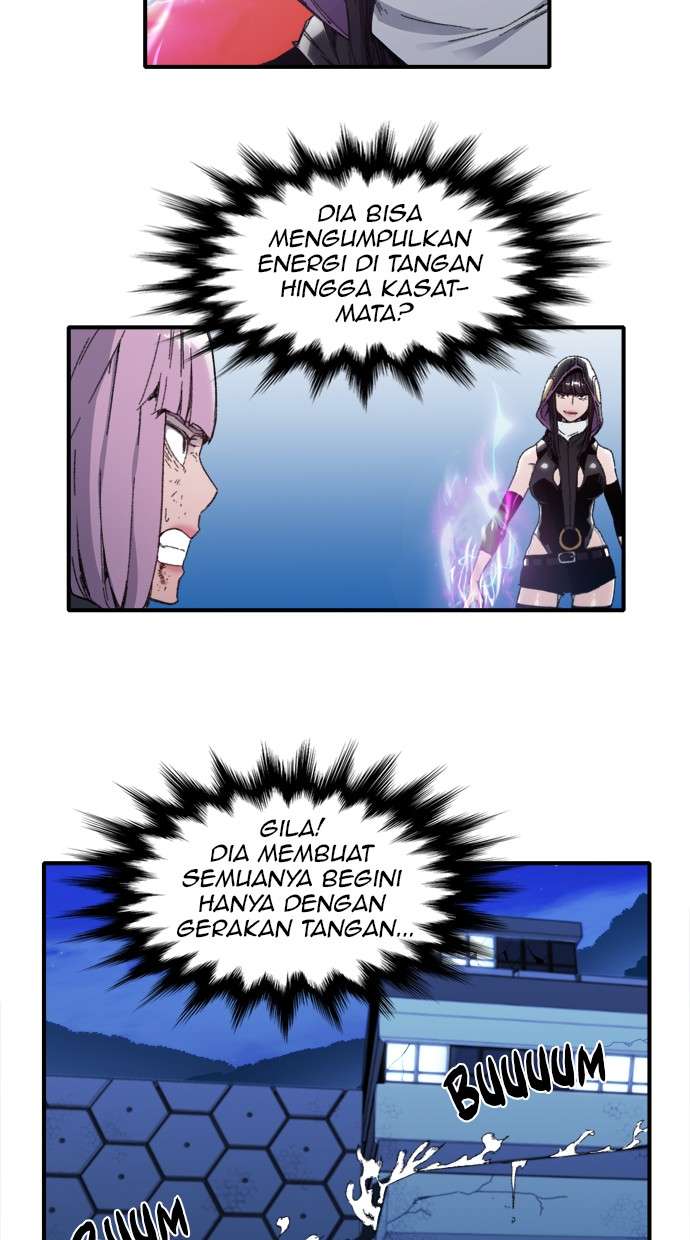 DIA BISA
MENGUMPULKAN
ENERGI DI TANGAN
HINGGA KASAT-
MATA?
GILA!
DIA MEMBUAT
SEMUANYA BEGINI
HANYA DENGAN
GERAKAN TANGAN...
BUUUUM
BUUUM